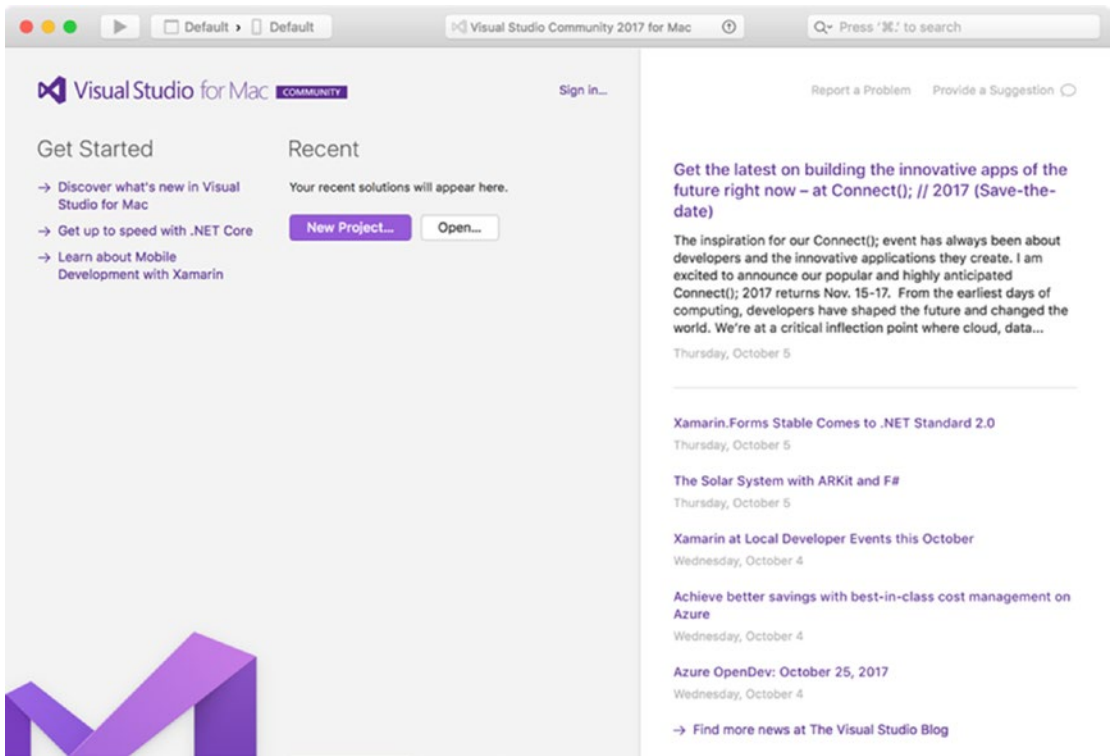 Default › Default
Visual Studio Community 2017 for Mac
Press '⌘.' to search
Visual Studio for Mac COMMUNITY
Sign in...
Get Started
→ Discover what's new in Visual
Studio for Mac
→ Get up to speed with .NET Core
→ Learn about Mobile
Development with Xamarin
Recent
Your recent solutions will appear here.
New Project...
Open...
Report a Problem
Provide a Suggestion
Get the latest on building the innovative apps of the
future right now – at Connect(); // 2017 (Save-the-
date)
The inspiration for our Connect(); event has always been about
developers and the innovative applications they create. I am
excited to announce our popular and highly anticipated
Connect(); 2017 returns Nov. 15-17. From the earliest days of
computing, developers have shaped the future and changed the
world. We're at a critical inflection point where cloud, data...
Thursday, October 5
Xamarin.Forms Stable Comes to .NET Standard 2.0
Thursday, October 5
The Solar System with ARKit and F#
Thursday, October 5
Xamarin at Local Developer Events this October
Wednesday, October 4
Achieve better savings with best-in-class cost management on
Azure
Wednesday, October 4
Azure OpenDev: October 25, 2017
Wednesday, October 4
→ Find more news at The Visual Studio Blog